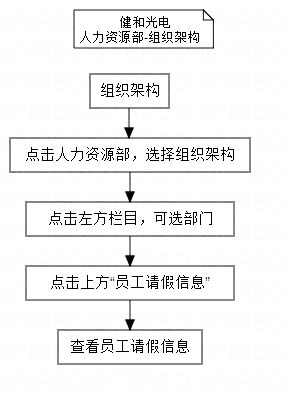 健和光电
人力资源部-组织架构
组织架构
点击人力资源部，选择组织架构
点击左方栏目，可选部门
点击上方“员工请假信息”
查看员工请假信息